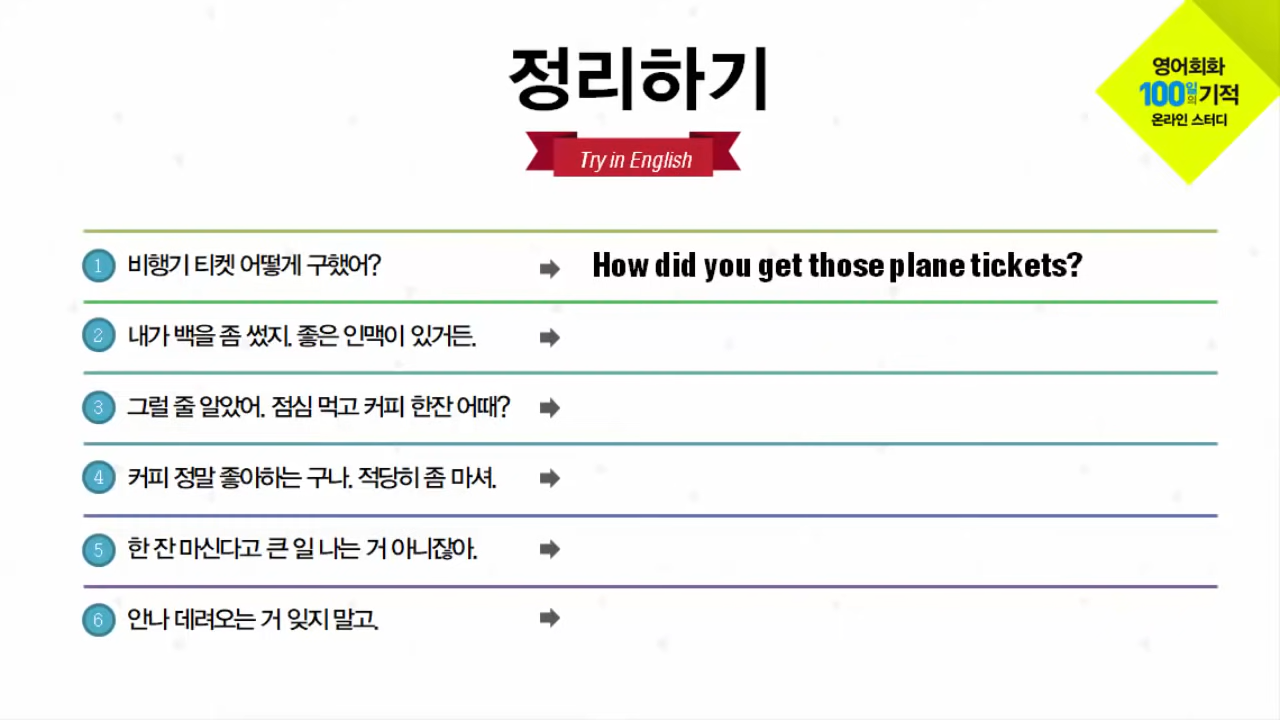 정리하기
Try in English
영어회화
100일의 기적
온라인 스터디
1 비행기 티켓 어떻게 구했어? How did you get those plane tickets?
2 내가 백을 좀 썼지. 좋은 인맥이 있거든.
3 그럴 줄 알았어. 점심 먹고 커피 한잔 어때?
4 커피 정말 좋아하는 구나. 적당히 좀 마셔.
5 한 잔 마신다고 큰 일 나는 거 아니잖아.
6 안나 데려오는 거 잊지 말고.